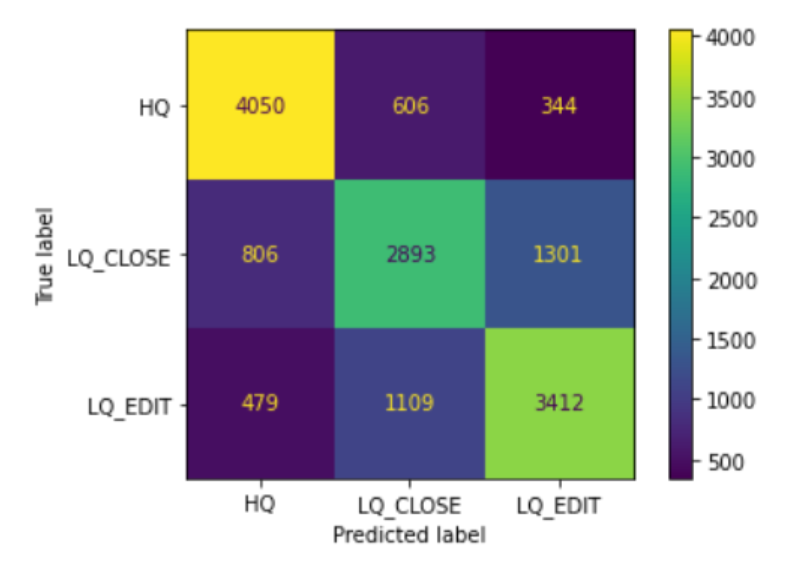 HQ 4050 606 344
LQ_CLOSE 806 2893 1301
LQ_EDIT 479 1109 3412
HQ LQ_CLOSE LQ_EDIT
Predicted label
True label
4000
3500
3000
2500
2000
1500
1000
500